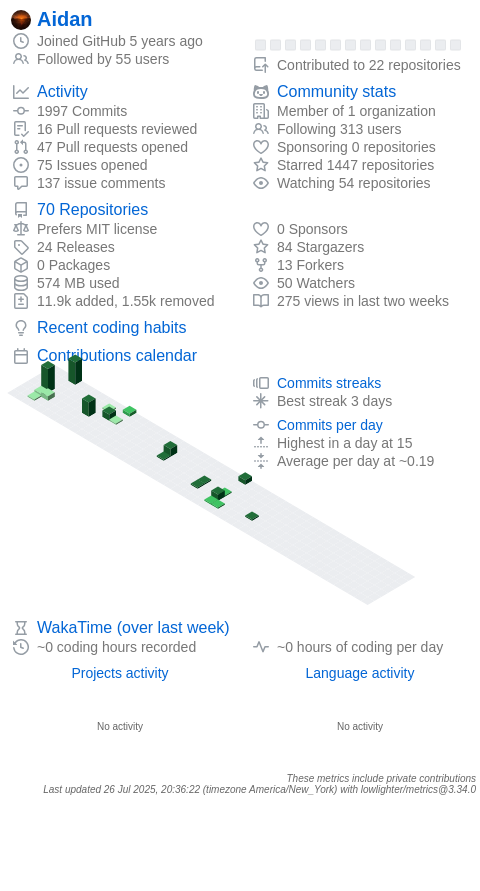 Aidan
Joined GitHub 5 years ago
Followed by 55 users
Contributed to 22 repositories
Activity
1997 Commits
16 Pull requests reviewed
47 Pull requests opened
75 Issues opened
137 issue comments
Community stats
Member of 1 organization
Following 313 users
Sponsoring 0 repositories
Starred 1447 repositories
Watching 54 repositories
70 Repositories
Prefers MIT license
24 Releases
0 Packages
574 MB used
11.9k added, 1.55k removed
0 Sponsors
84 Stargazers
13 Forkers
50 Watchers
275 views in last two weeks
Recent coding habits
Contributions calendar
Commits streaks
Best streak 3 days
Commits per day
Highest in a day at 15
Average per day at ~0.19
WakaTime (over last week)
~0 coding hours recorded
~0 hours of coding per day
Projects activity
No activity
Language activity
No activity
These metrics include private contributions
Last updated 26 Jul 2025, 20:36:22 (timezone America/New_York) with lowlighter/metrics@3.34.0